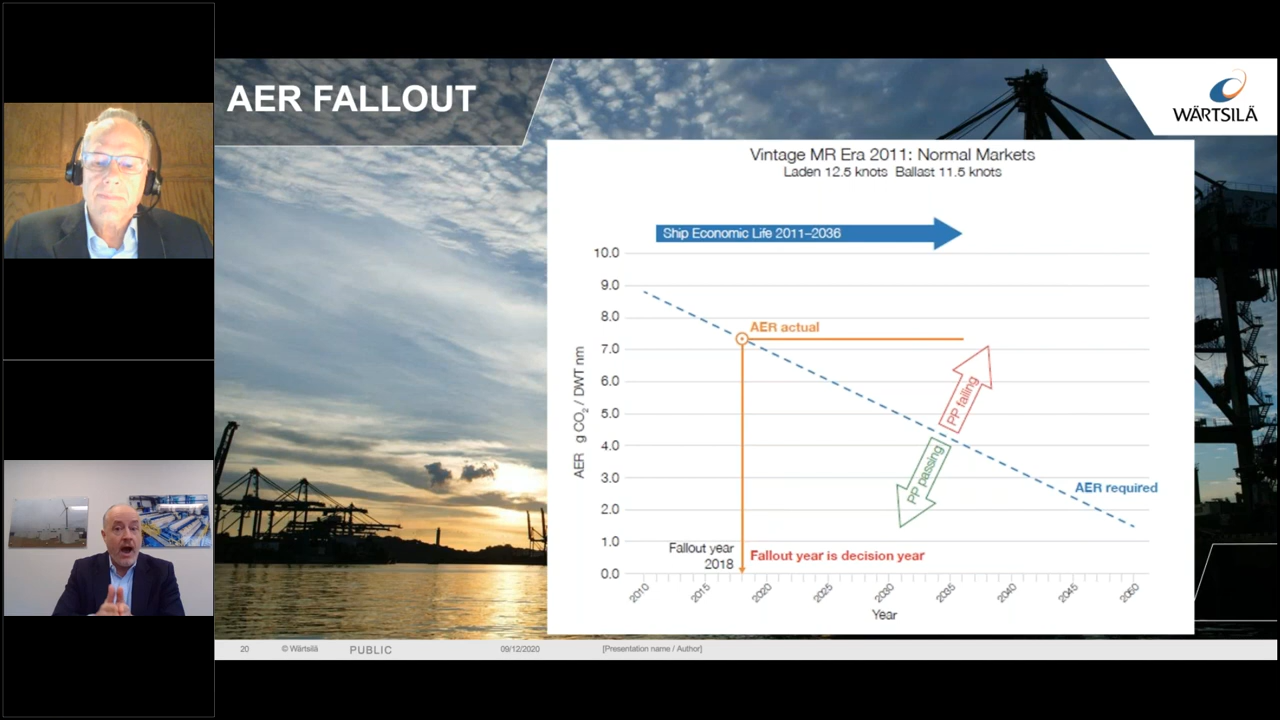 AER FALLOUT
WÄRTSILÄ
Vintage MR Era 2011: Normal Markets
Laden 12.5 knots Ballast 11.5 knots
Ship Economic Life 2011–2036
10.0
9.0
8.0
7.0
6.0
5.0
4.0
3.0
2.0
1.0
0.0
AER g CO₂ / DWT nm
AER actual
PP failing
PP passing
AER required
Fallout year
2018
Fallout year is decision year
2010 2015 2020 2025 2030 2035 2040 2045 2050
Year
20 © Wärtsilä PUBLIC 09/12/2020 [Presentation name / Author]